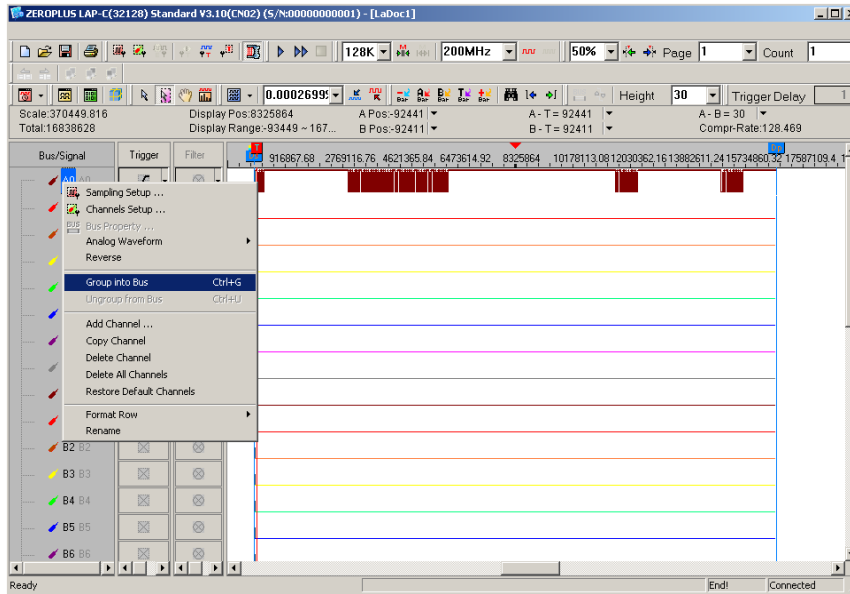 ZEROPLUS LAP-C(32128) Standard V3.10(CN02) (S/N:00000000001) - [LaDoc1]
128K 200MHz 50% Page 1 Count 1
Height 30 Trigger Delay 1
Scale:370449.816 Display Pos:8325864 A Pos:-92441 A - T = 92441 A - B = 30
Total:16838628 Display Range:-93449 ~ 167... B Pos:-92411 B - T = 92411 Compr-Rate:128.469
Bus/Signal Trigger Filter T Dp
916867.68 2769116.76 4621365.84 6473614.92 8325864 10178113.08 12030362.16 13882611.24 15734860.32 17587109.4
A0 A0
Sampling Setup ...
Channels Setup ...
BUS Bus Property ...
Analog Waveform
Reverse
Group into Bus Ctrl+G
Ungroup from Bus Ctrl+U
Add Channel ...
Copy Channel
Delete Channel
Delete All Channels
Restore Default Channels
Format Row
Rename
B2 B2
B3 B3
B4 B4
B5 B5
B6 B6
Ready End! Connected